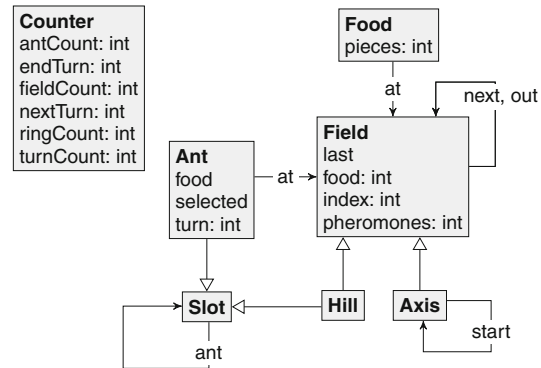 Counter
antCount: int
endTurn: int
fieldCount: int
nextTurn: int
ringCount: int
turnCount: int
Food
pieces: int
at
next, out
Field
last
food: int
index: int
pheromones: int
Ant
food
selected
turn: int
at
Slot
Hill
Axis
start
ant